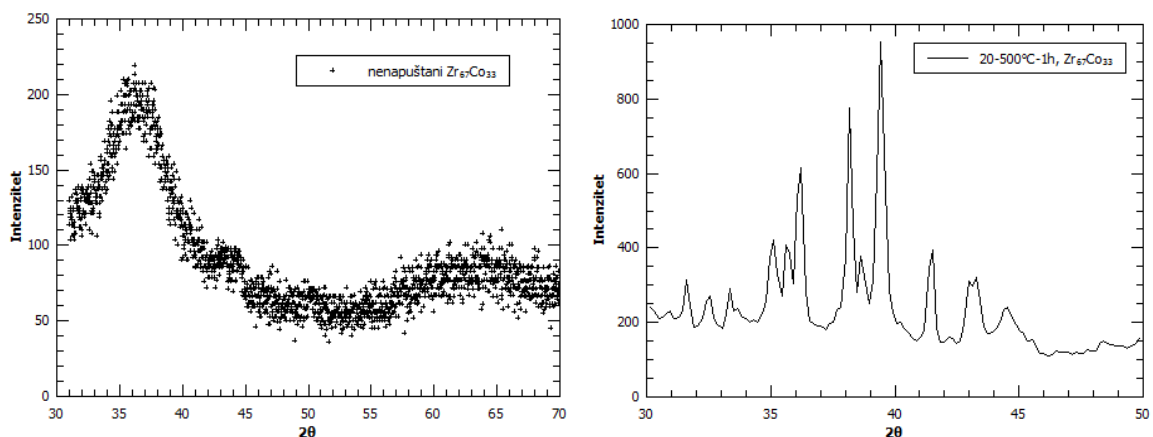 250
200
150
100
50
0
Intenzitet
nenapuštani Zr₆₇Co₃₃
30 35 40 45 50 55 60 65 70
2θ
1000
800
600
400
200
0
Intenzitet
20-500°C-1h, Zr₆₇Co₃₃
30 35 40 45 50
2θ